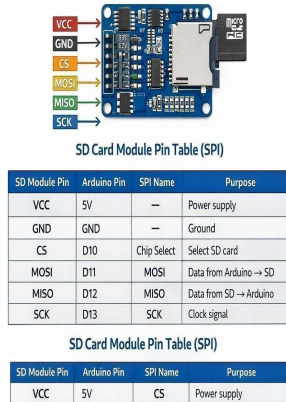 VCC
GND
CS
MOSI
MISO
SCK
micro
SD Card Module Pin Table (SPI)
SD Module Pin Arduino Pin SPI Name Purpose
VCC 5V — Power supply
GND GND — Ground
CS D10 Chip Select Select SD card
MOSI D11 MOSI Data from Arduino → SD
MISO D12 MISO Data from SD → Arduino
SCK D13 SCK Clock signal
SD Card Module Pin Table (SPI)
SD Module Pin Arduino Pin SPI Name Purpose
VCC 5V CS Power supply